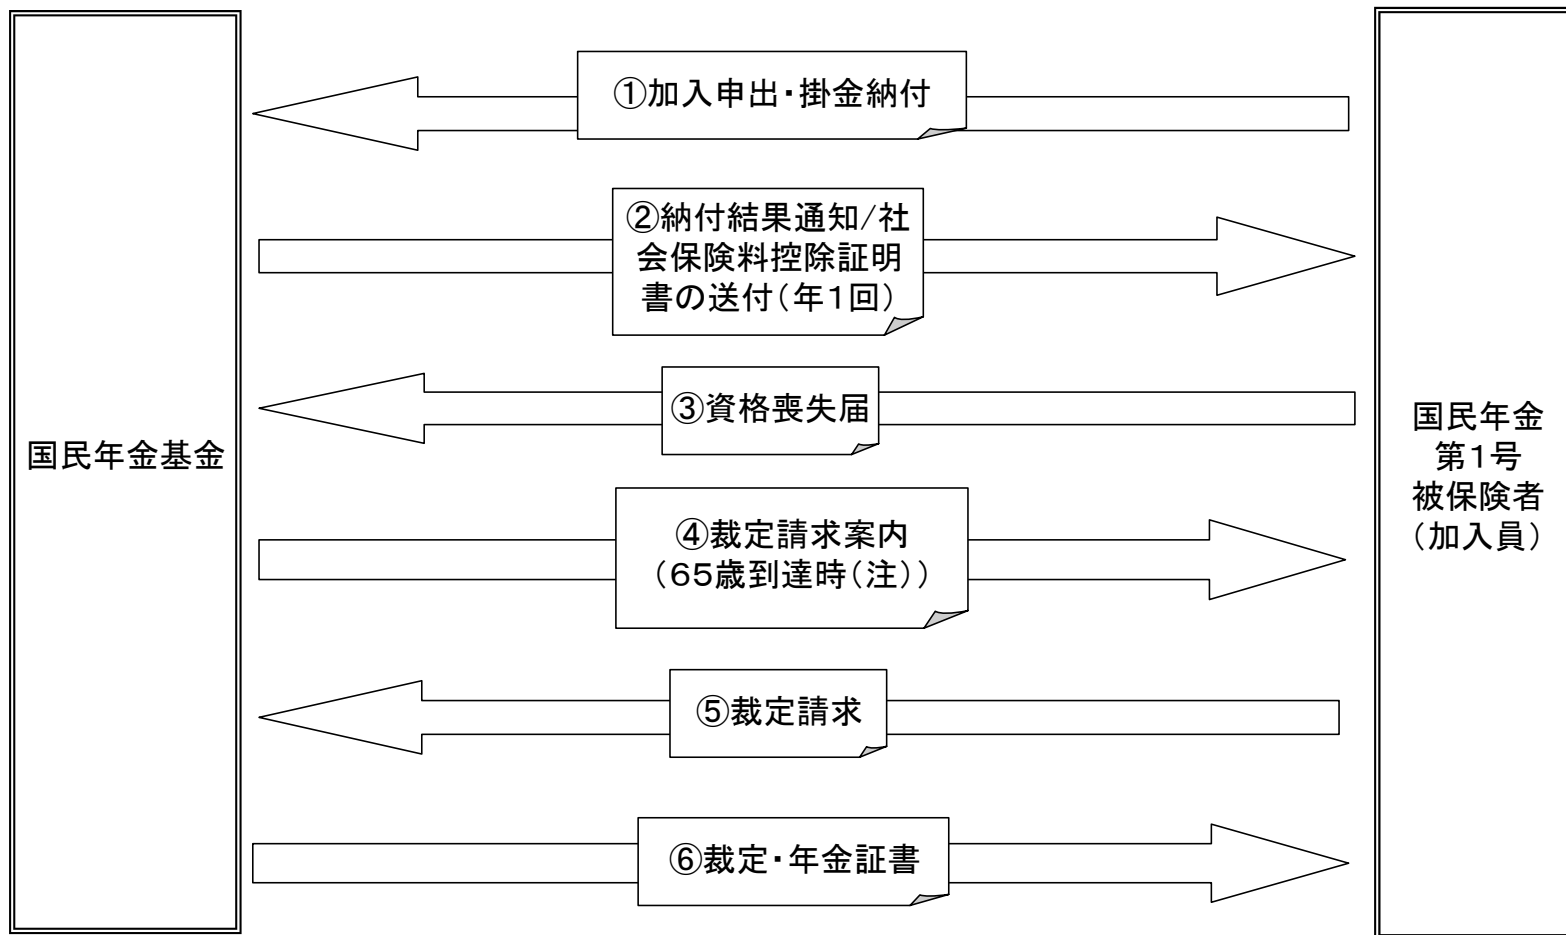 国民年金基金
①加入申出・掛金納付
②納付結果通知/社
会保険料控除証明
書の送付(年1回)
③資格喪失届
④裁定請求案内
(65歳到達時(注))
⑤裁定請求
⑥裁定・年金証書
国民年金
第1号
被保険者
(加入員)